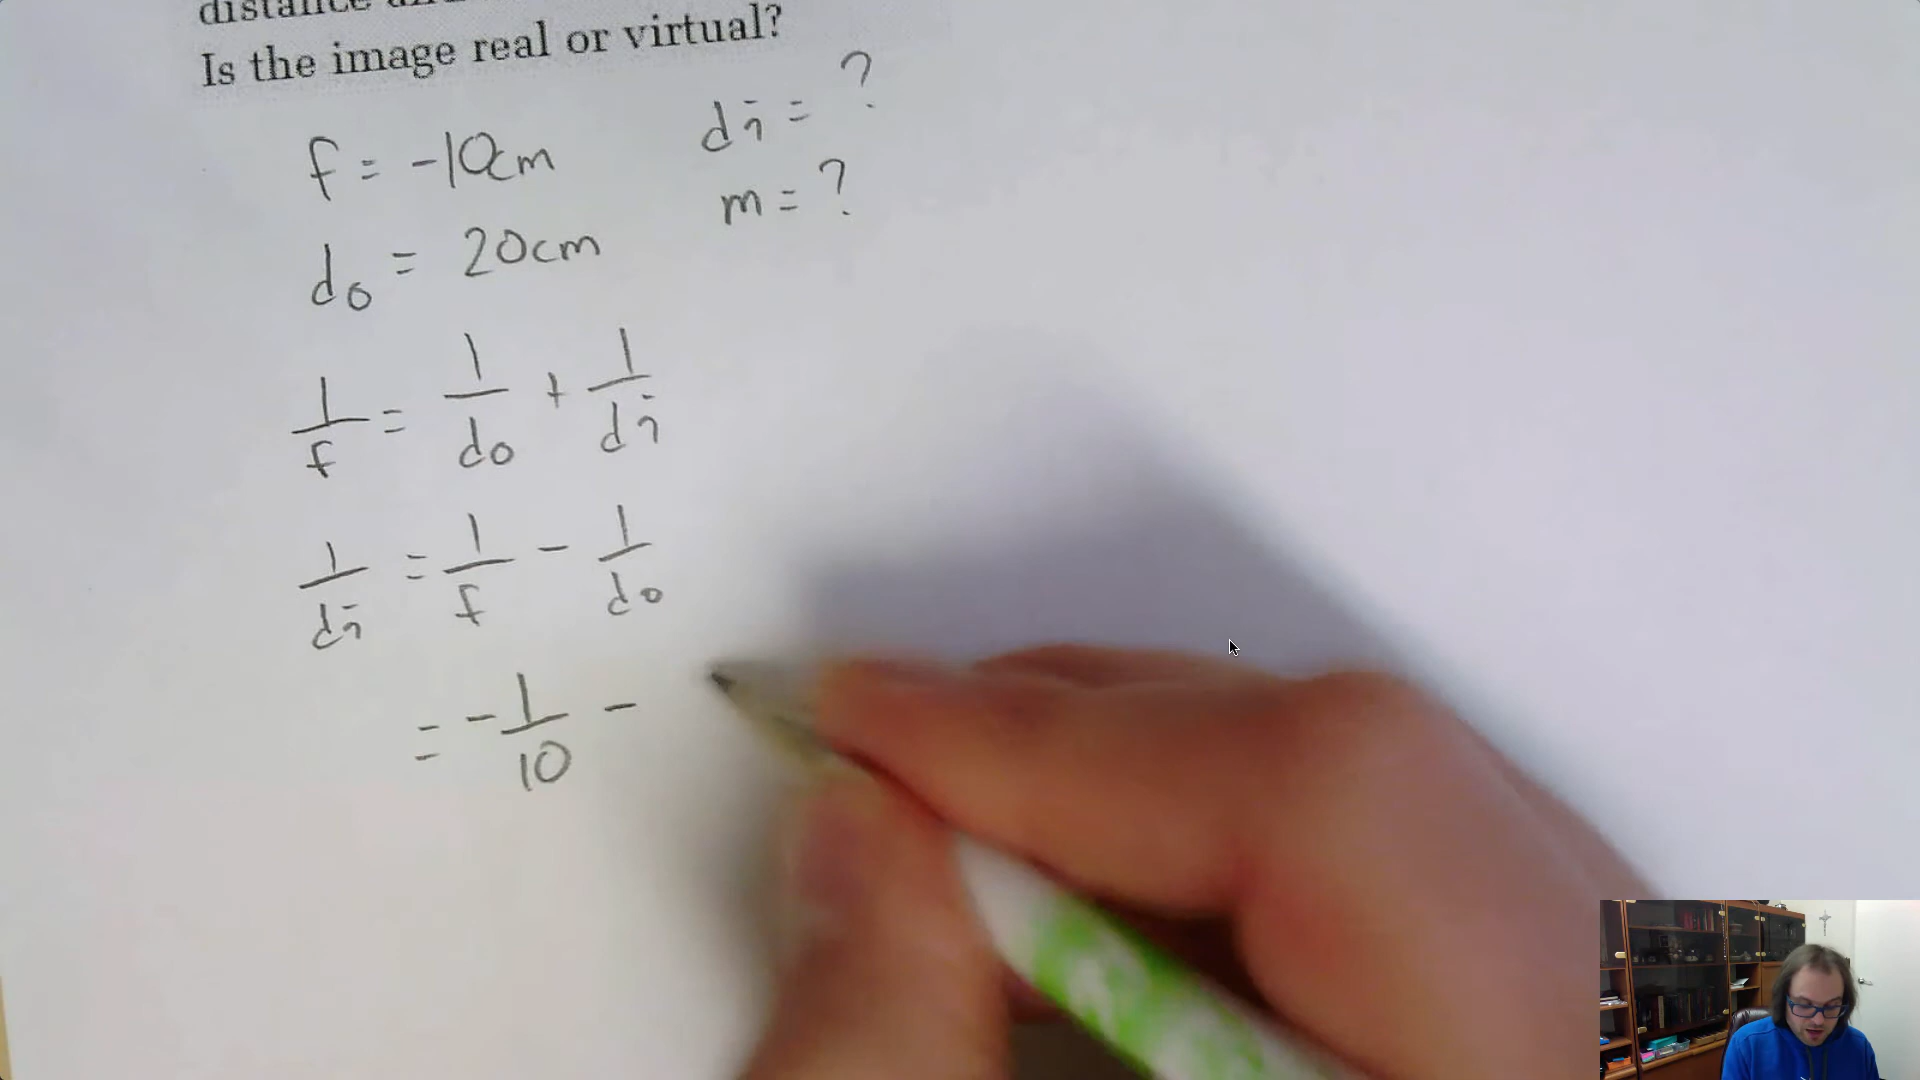 distance
Is the image real or virtual?
f = -10cm
di = ?
m = ?
do = 20cm
1/f = 1/do + 1/di
1/di = 1/f - 1/do
= -1/10 -